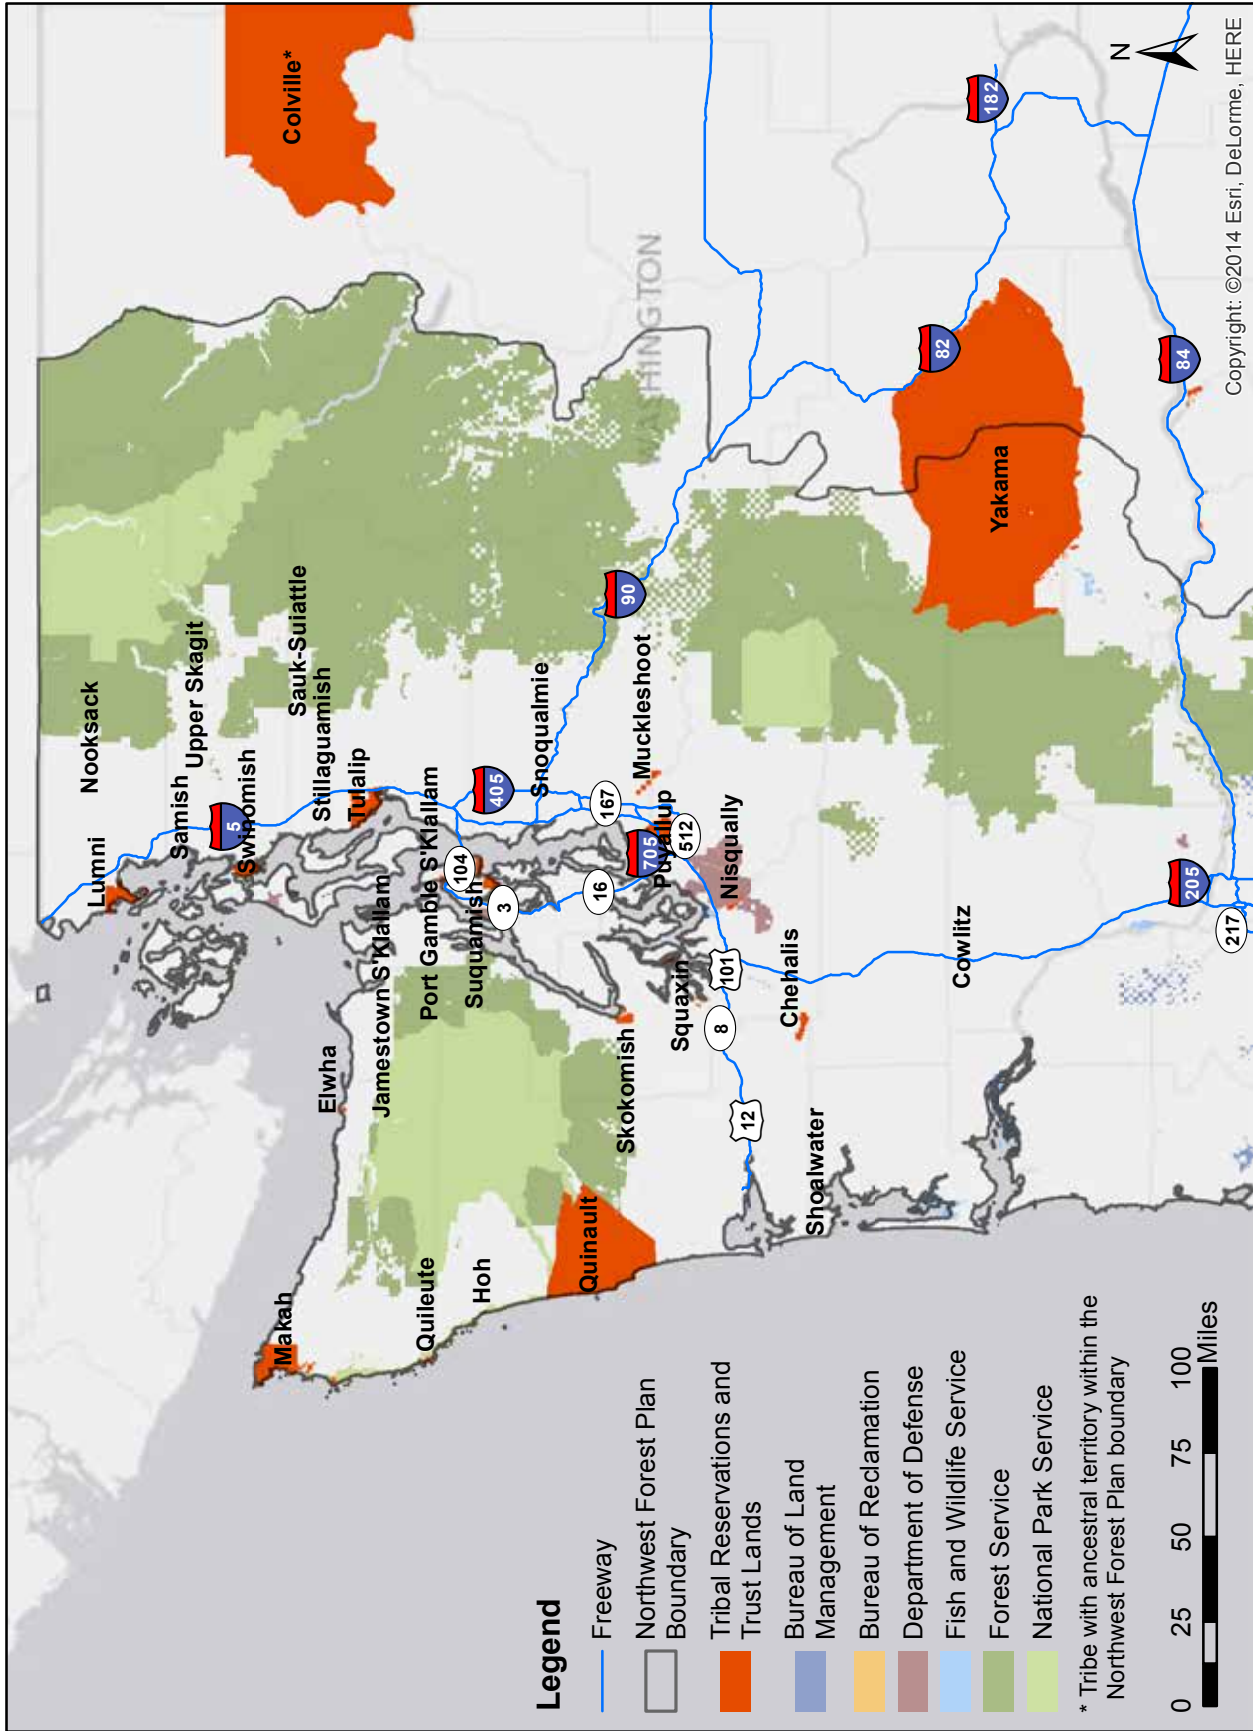 Colville*
Nooksack
Lummi
Samish
Upper Skagit
Swinomish
Sauk-Suiattle
Stillaguamish
Tulalip
Makah
Elwha
Jamestown S'Klallam
Port Gamble S'Klallam
Suquamish
Quileute
Hoh
Quinault
Skokomish
Squaxin
Snoqualmie
Muckleshoot
Puyallup
Nisqually
Chehalis
Shoalwater
Cowlitz
Yakama
WASHINGTON
5
405
104
3
16
167
705
512
90
101
8
12
82
182
84
205
217
N
Legend
Freeway
Northwest Forest Plan
Boundary
Tribal Reservations and
Trust Lands
Bureau of Land
Management
Bureau of Reclamation
Department of Defense
Fish and Wildlife Service
Forest Service
National Park Service
* Tribe with ancestral territory within the
Northwest Forest Plan boundary
0 25 50 75 100
Miles
Copyright: ©2014 Esri, DeLorme, HERE